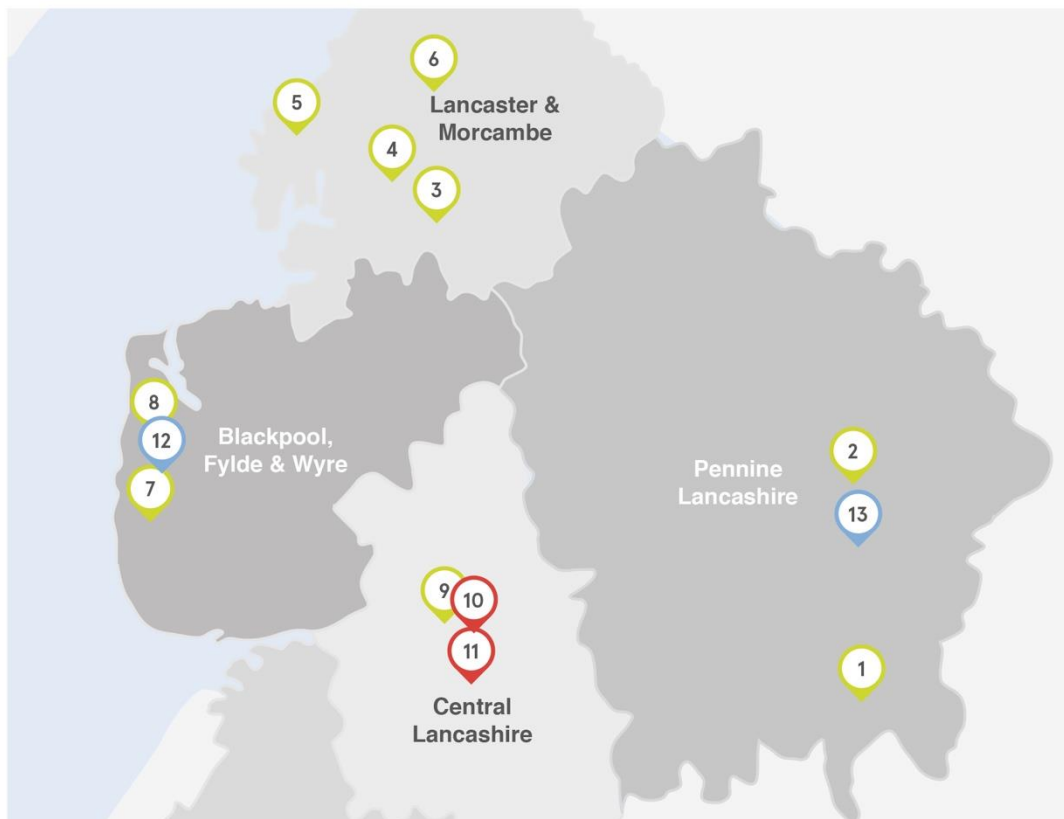 6
5
Lancaster &
Morcambe
4
3
8
12
7
Blackpool,
Fylde & Wyre
2
Pennine
Lancashire
13
9
10
11
1
Central
Lancashire